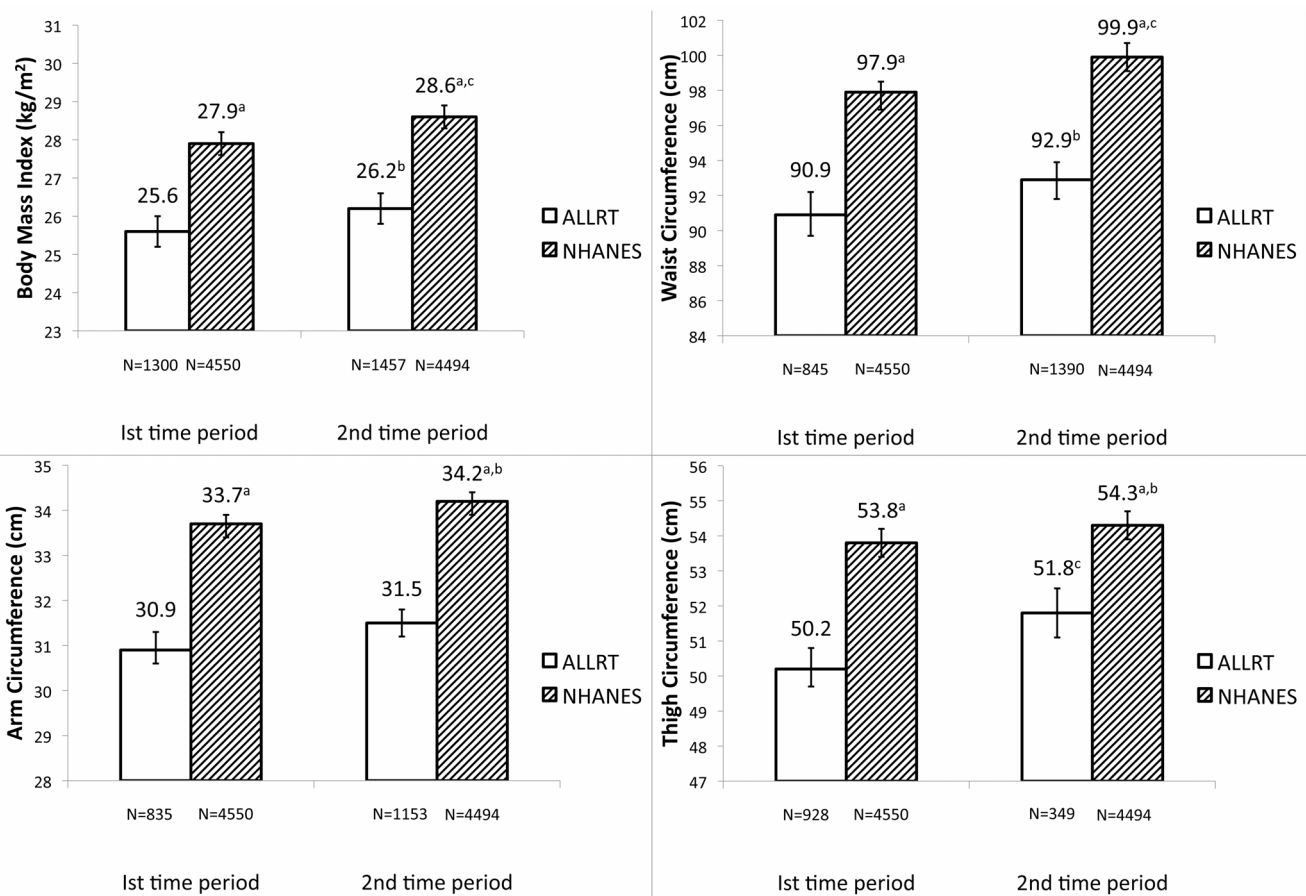 Body Mass Index (kg/m²)
31
30
29
28
27
26
25
24
23
25.6
27.9ᵃ
26.2ᵇ
28.6ᵃ,ᶜ
ALLRT
NHANES
N=1300 N=4550 N=1457 N=4494
Ist time period 2nd time period
Waist Circumference (cm)
102
100
98
96
94
92
90
88
86
84
90.9
97.9ᵃ
92.9ᵇ
99.9ᵃ,ᶜ
ALLRT
NHANES
N=845 N=4550 N=1390 N=4494
Ist time period 2nd time period
Arm Circumference (cm)
35
34
33
32
31
30
29
28
30.9
33.7ᵃ
31.5
34.2ᵃ,ᵇ
ALLRT
NHANES
N=835 N=4550 N=1153 N=4494
Ist time period 2nd time period
Thigh Circumference (cm)
56
55
54
53
52
51
50
49
48
47
50.2
53.8ᵃ
51.8ᶜ
54.3ᵃ,ᵇ
ALLRT
NHANES
N=928 N=4550 N=349 N=4494
Ist time period 2nd time period